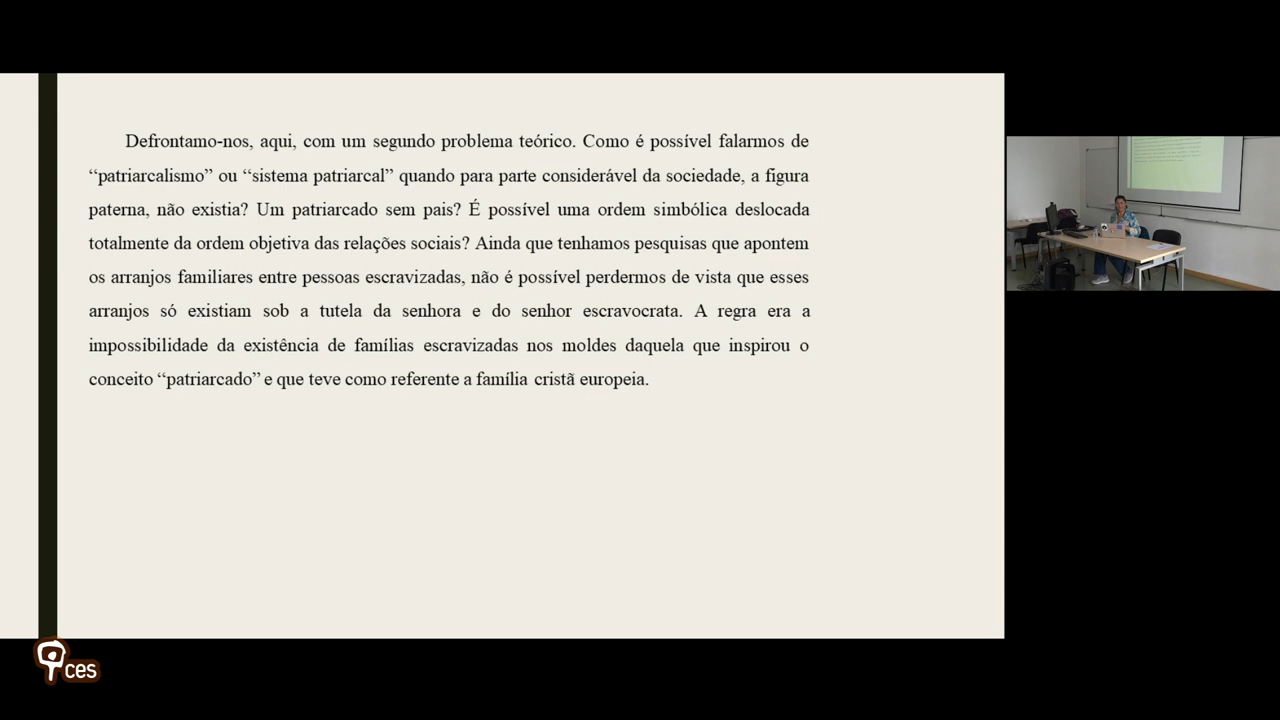 Defrontamo-nos, aqui, com um segundo problema teórico. Como é possível falarmos de
“patriarcalismo” ou “sistema patriarcal” quando para parte considerável da sociedade, a figura
paterna, não existia? Um patriarcado sem pais? É possível uma ordem simbólica deslocada
totalmente da ordem objetiva das relações sociais? Ainda que tenhamos pesquisas que apontem
os arranjos familiares entre pessoas escravizadas, não é possível perdermos de vista que esses
arranjos só existiam sob a tutela da senhora e do senhor escravocrata. A regra era a
impossibilidade da existência de famílias escravizadas nos moldes daquela que inspirou o
conceito “patriarcado” e que teve como referente a família cristã europeia.
ces